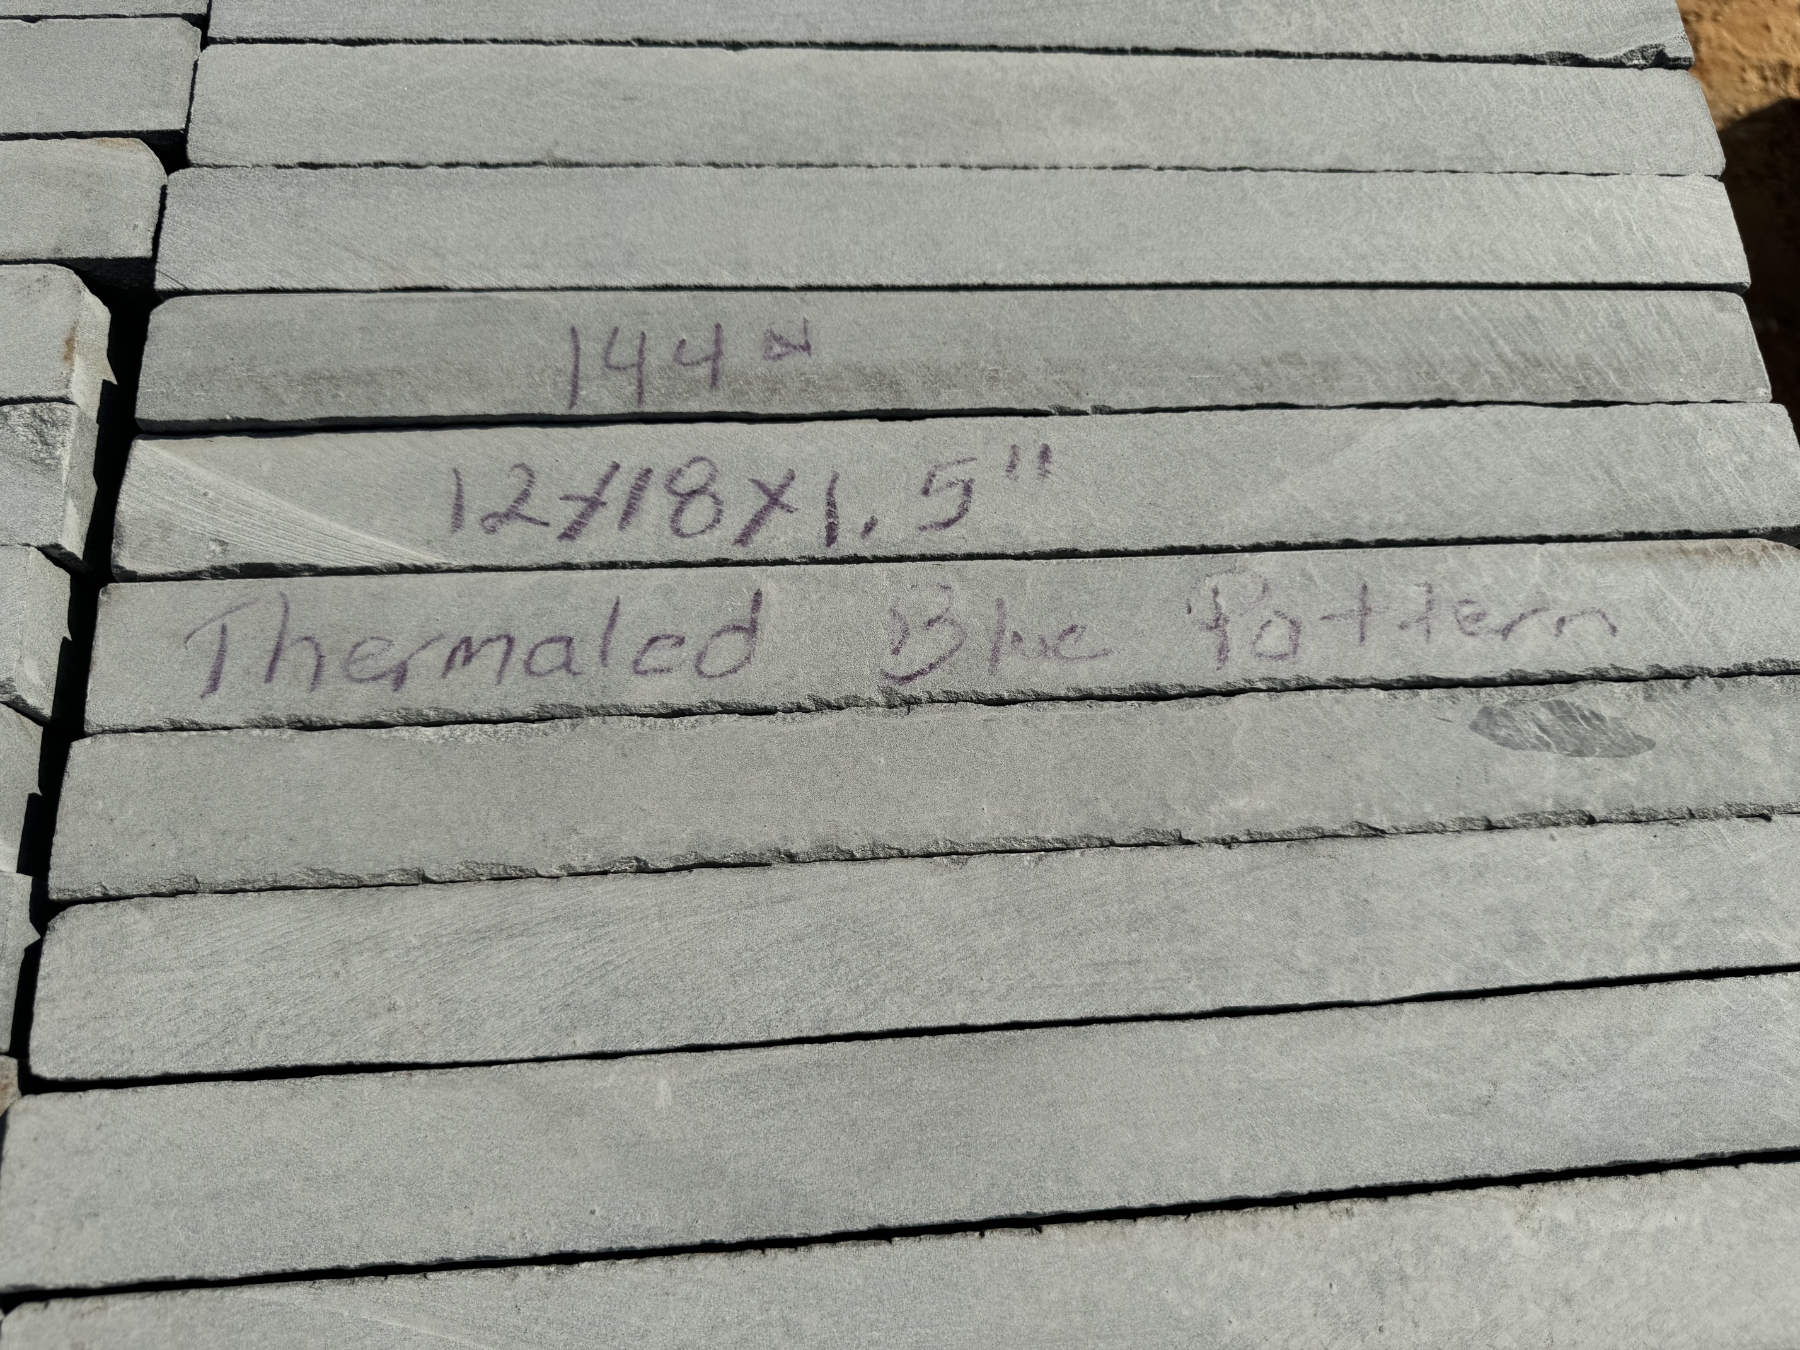 144
12x18x1.5"
Thermaled Blue Pattern